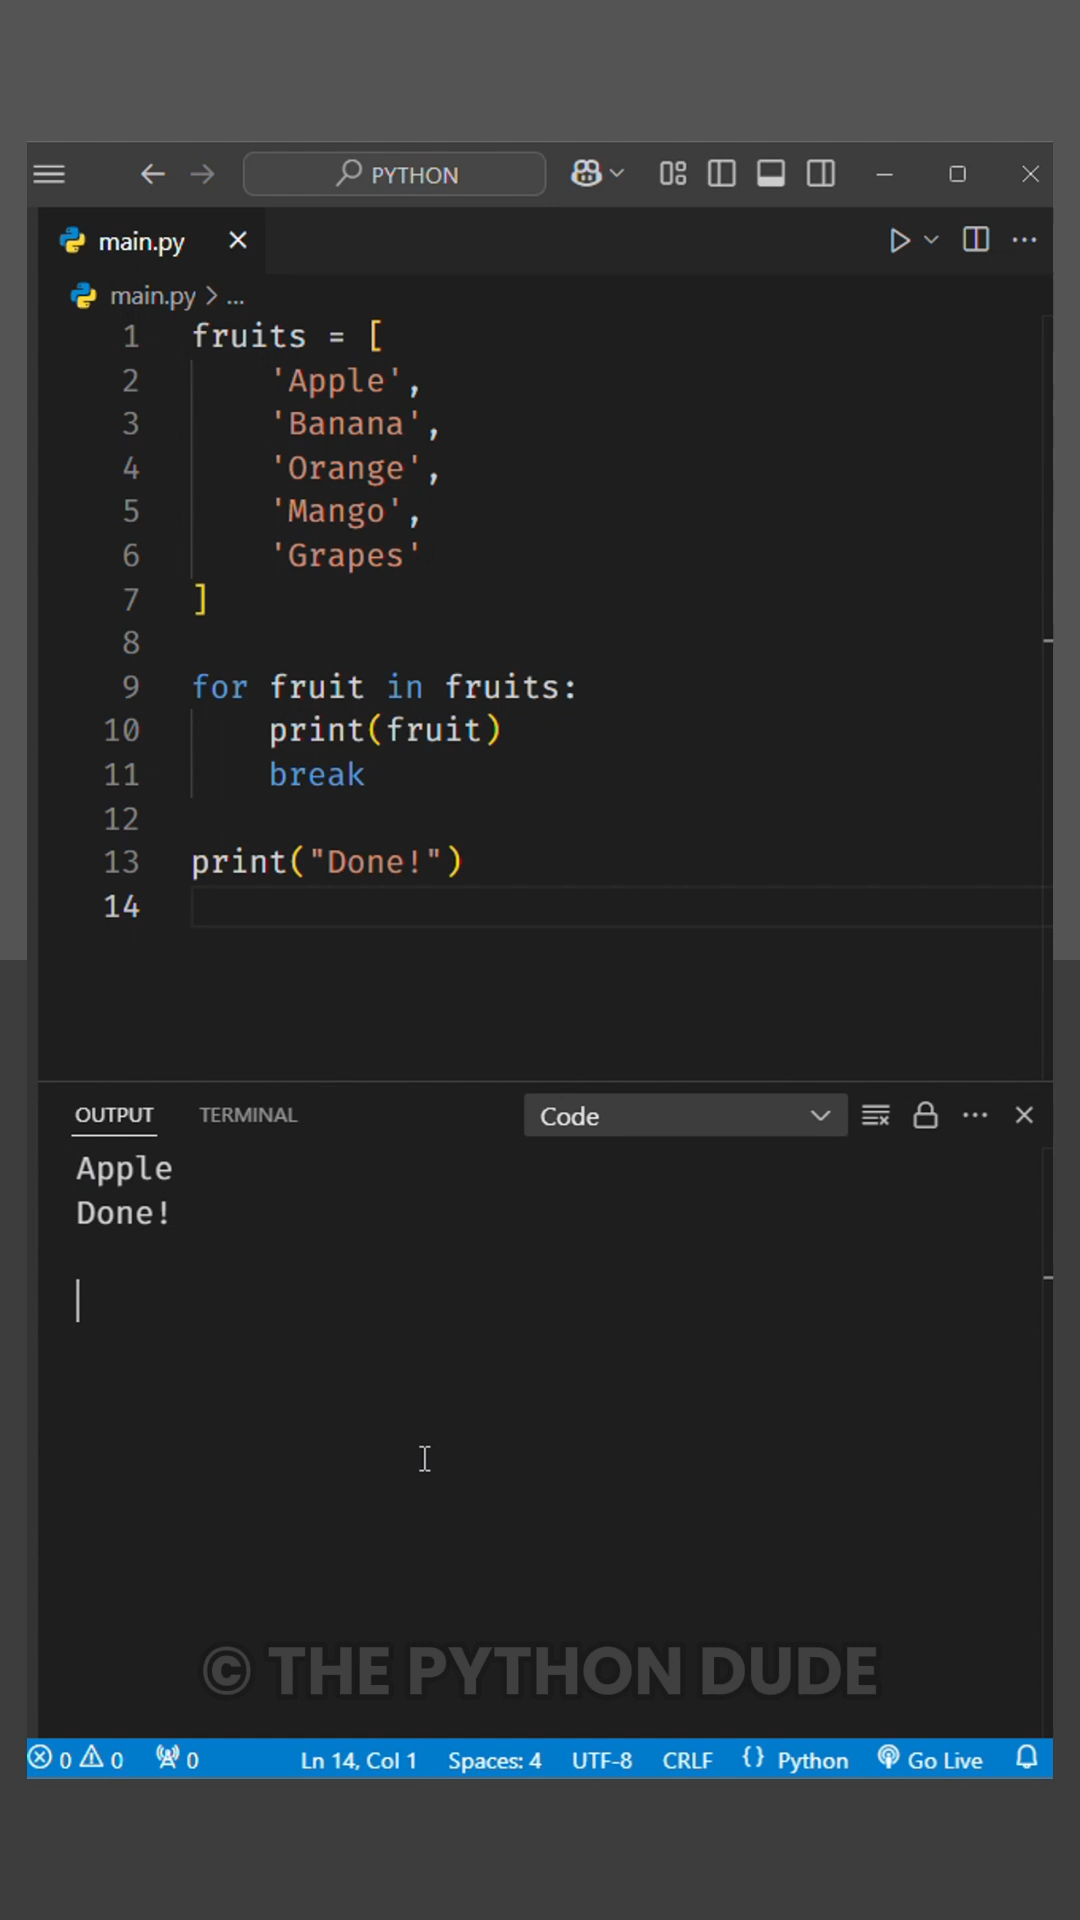 PYTHON
main.py
main.py > ...
1 fruits = [
2     'Apple',
3     'Banana',
4     'Orange',
5     'Mango',
6     'Grapes'
7 ]
8
9 for fruit in fruits:
10     print(fruit)
11     break
12
13 print("Done!")
14
OUTPUT TERMINAL Code
Apple
Done!
© THE PYTHON DUDE
0 0 0 Ln 14, Col 1 Spaces: 4 UTF-8 CRLF {} Python Go Live